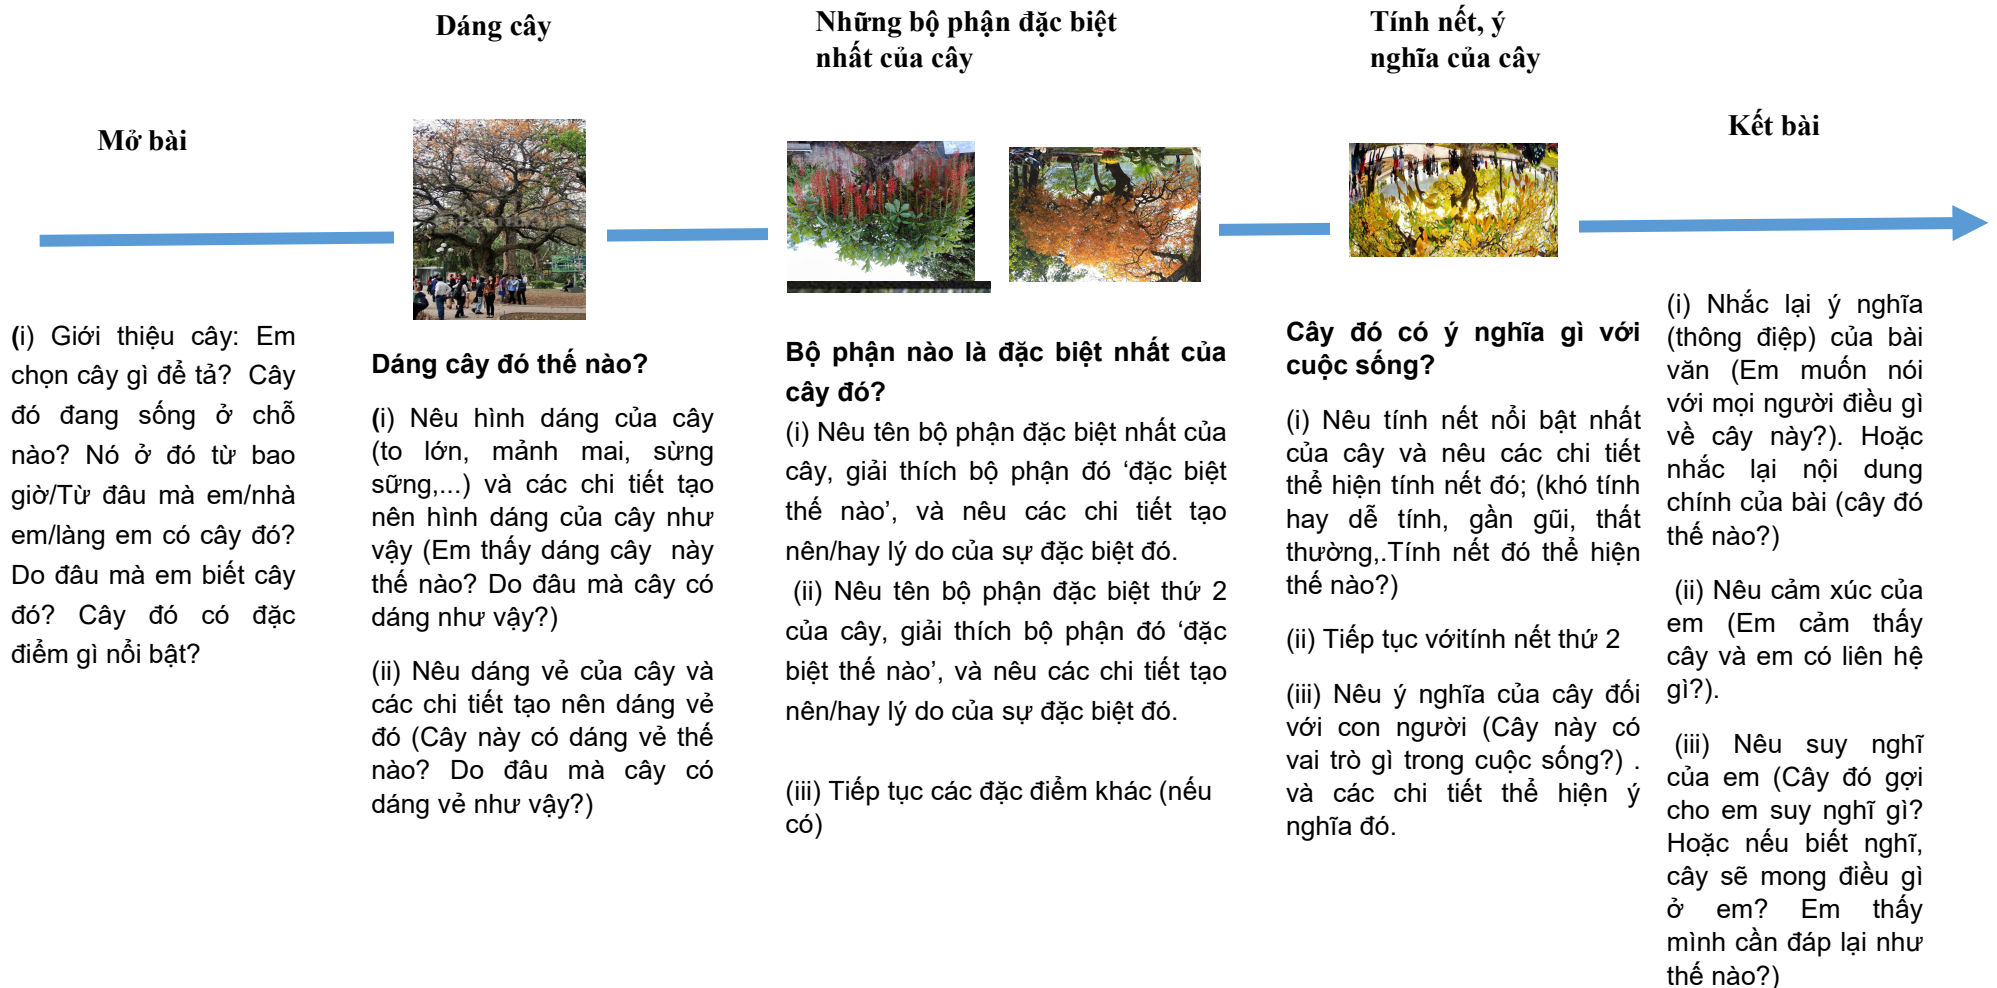 Dáng cây
Những bộ phận đặc biệt
nhất của cây
Tính nết, ý
nghĩa của cây
Mở bài
Kết bài
(i) Giới thiệu cây: Em
chọn cây gì để tả? Cây
đó đang sống ở chỗ
nào? Nó ở đó từ bao
giờ/Từ đâu mà em/nhà
em/làng em có cây đó?
Do đâu mà em biết cây
đó? Cây đó có đặc
điểm gì nổi bật?
Dáng cây đó thế nào?
(i) Nêu hình dáng của cây
(to lớn, mảnh mai, sừng
sững,...) và các chi tiết tạo
nên hình dáng của cây như
vậy (Em thấy dáng cây này
thế nào? Do đâu mà cây có
dáng như vậy?)
(ii) Nêu dáng vẻ của cây và
các chi tiết tạo nên dáng vẻ
đó (Cây này có dáng vẻ thế
nào? Do đâu mà cây có
dáng vẻ như vậy?)
Bộ phận nào là đặc biệt nhất của
cây đó?
(i) Nêu tên bộ phận đặc biệt nhất của
cây, giải thích bộ phận đó ‘đặc biệt
thế nào’, và nêu các chi tiết tạo
nên/hay lý do của sự đặc biệt đó.
(ii) Nêu tên bộ phận đặc biệt thứ 2
của cây, giải thích bộ phận đó ‘đặc
biệt thế nào’, và nêu các chi tiết tạo
nên/hay lý do của sự đặc biệt đó.
(iii) Tiếp tục các đặc điểm khác (nếu
có)
Cây đó có ý nghĩa gì với
cuộc sống?
(i) Nêu tính nết nổi bật nhất
của cây và nêu các chi tiết
thể hiện tính nết đó; (khó tính
hay dễ tính, gần gũi, thất
thường,.Tính nết đó thể hiện
thế nào?)
(ii) Tiếp tục vớitính nết thứ 2
(iii) Nêu ý nghĩa của cây đối
với con người (Cây này có
vai trò gì trong cuộc sống?) .
và các chi tiết thể hiện ý
nghĩa đó.
(i) Nhắc lại ý nghĩa
(thông điệp) của bài
văn (Em muốn nói
với mọi người điều gì
về cây này?). Hoặc
nhắc lại nội dung
chính của bài (cây đó
thế nào?)
(ii) Nêu cảm xúc của
em (Em cảm thấy
cây và em có liên hệ
gì?).
(iii) Nêu suy nghĩ
của em (Cây đó gợi
cho em suy nghĩ gì?
Hoặc nếu biết nghĩ,
cây sẽ mong điều gì
ở em? Em thấy
mình cần đáp lại như
thế nào?)